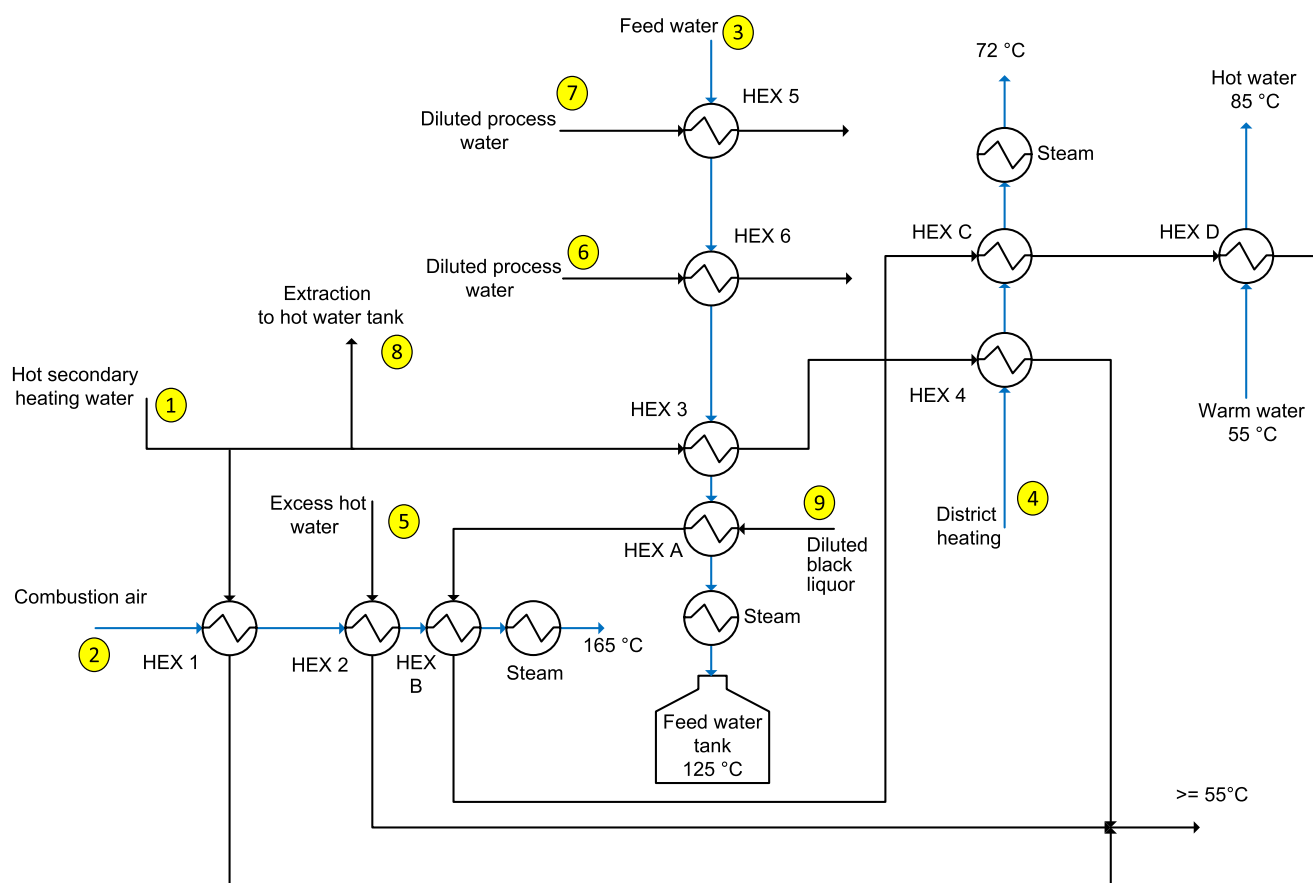 Feed water
3
72 °C
Hot water
85 °C
7
HEX 5
Diluted process
water
Steam
HEX 6
HEX C
HEX D
6
Diluted process
water
Extraction
to hot water tank
8
Hot secondary
heating water
1
HEX 3
HEX 4
Warm water
55 °C
Excess hot
water
5
9
4
District
heating
HEX A
Diluted
black
liquor
Combustion air
2
HEX 1
HEX 2
HEX
B
Steam
165 °C
Steam
Feed water
tank
125 °C
>= 55°C